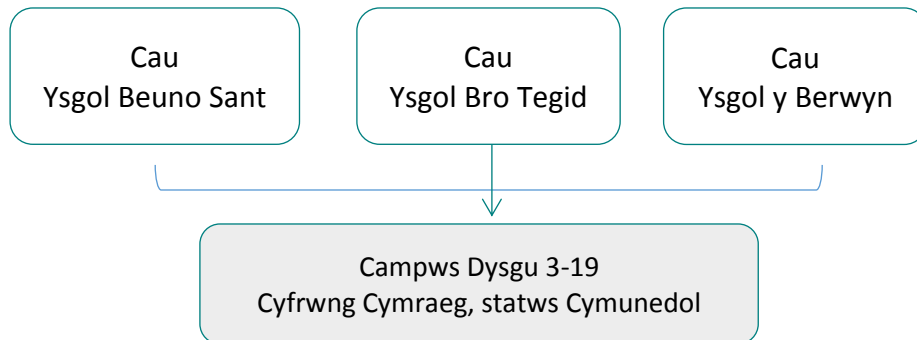 Cau
Ysgol Beuno Sant
Cau
Ysgol Bro Tegid
Cau
Ysgol y Berwyn
Campws Dysgu 3-19
Cyfrwng Cymraeg, statws Cymunedol